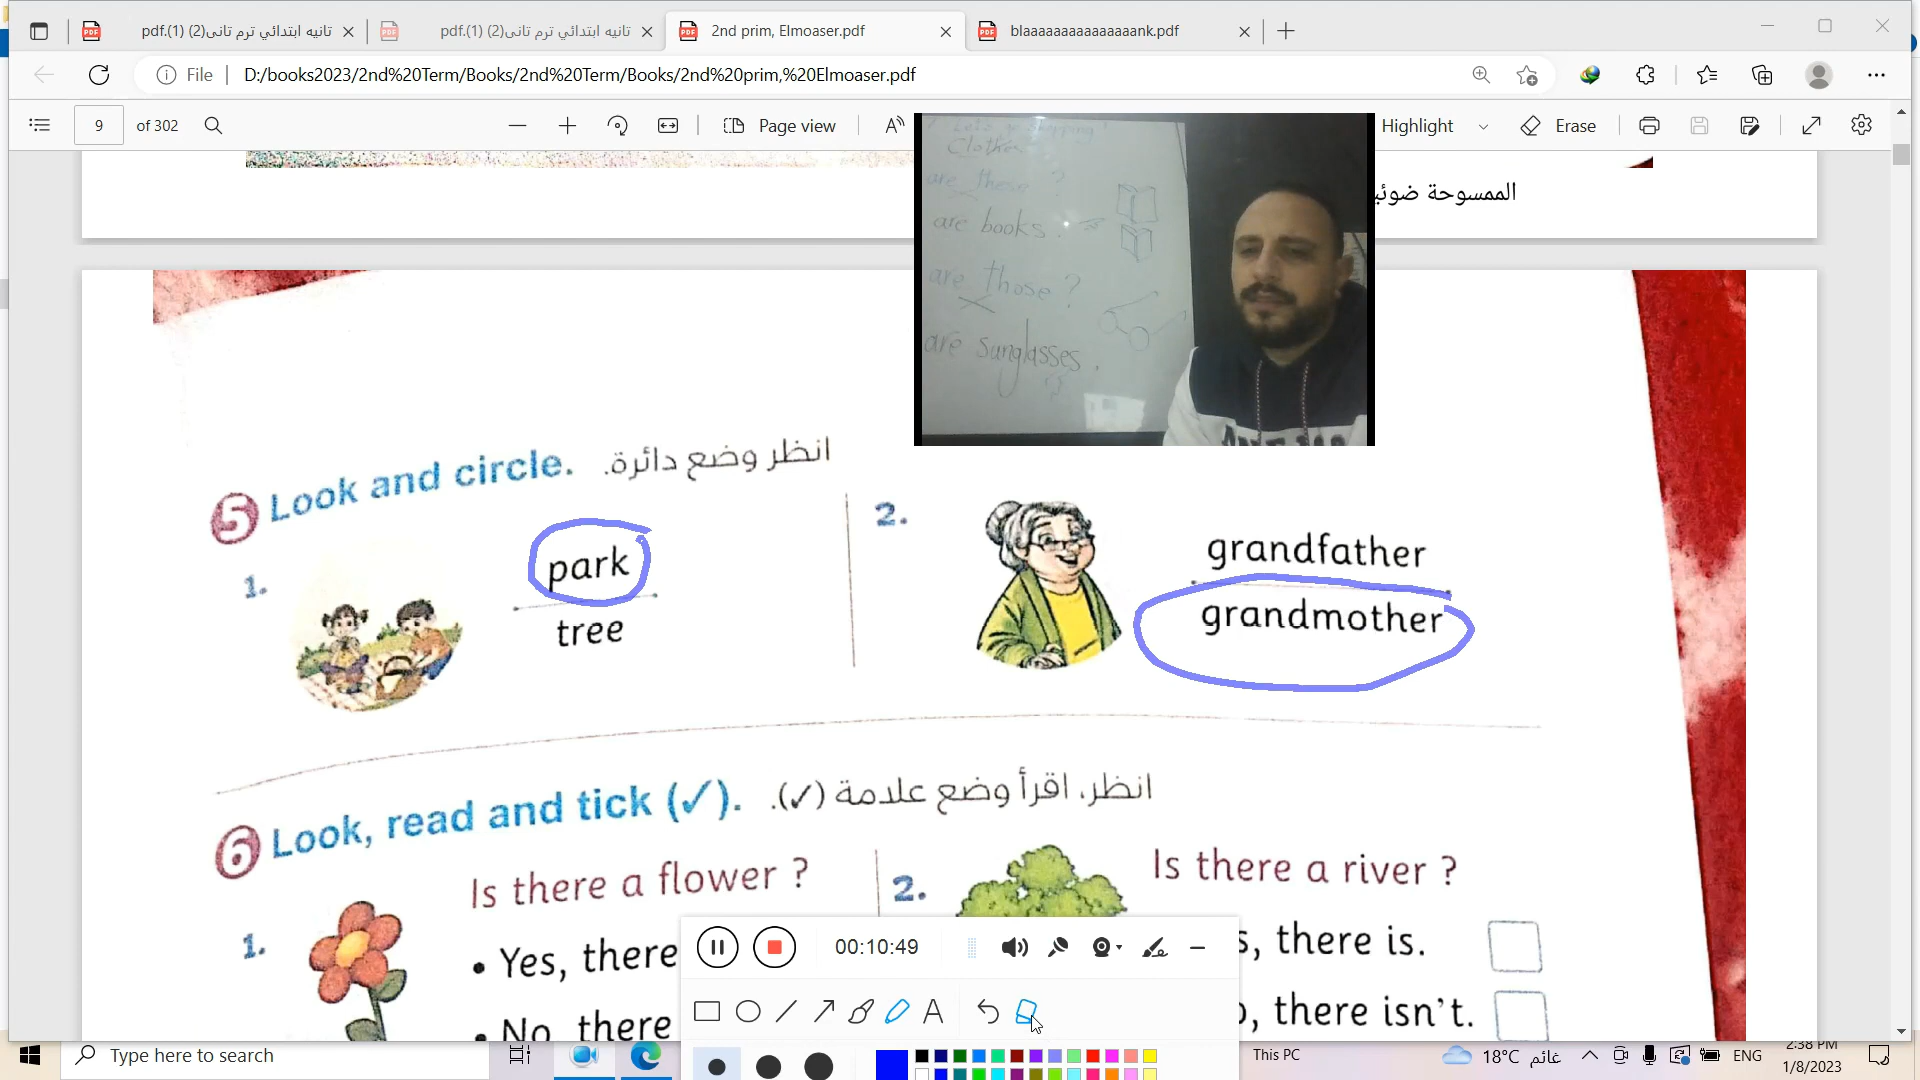 تانيه ابتدائي ترم تانى(2) (1).pdf
تانيه ابتدائي ترم تانى(2) (1).pdf
2nd prim, Elmoaser.pdf
blaaaaaaaaaaaaaaank.pdf
File
D:/books2023/2nd%20Term/Books/2nd%20Term/Books/2nd%20prim,%20Elmoaser.pdf
9 of 302
Page view
Highlight
Erase
الممسوحة
Clothes
are these ?
are books.
are those ?
are sunglasses.
5 Look and circle. انظر وضع دائرة.
1.
park
tree
2.
grandfather
grandmother
6 Look, read and tick (✓). انظر، اقرأ وضع علامة (✓).
1.
Is there a flower ?
• Yes, there
• No, there
2.
Is there a river ?
s, there is.
, there isn't.
00:10:49
A
Type here to search
This PC
18°C غائم
ENG
2:38 PM
1/8/2023